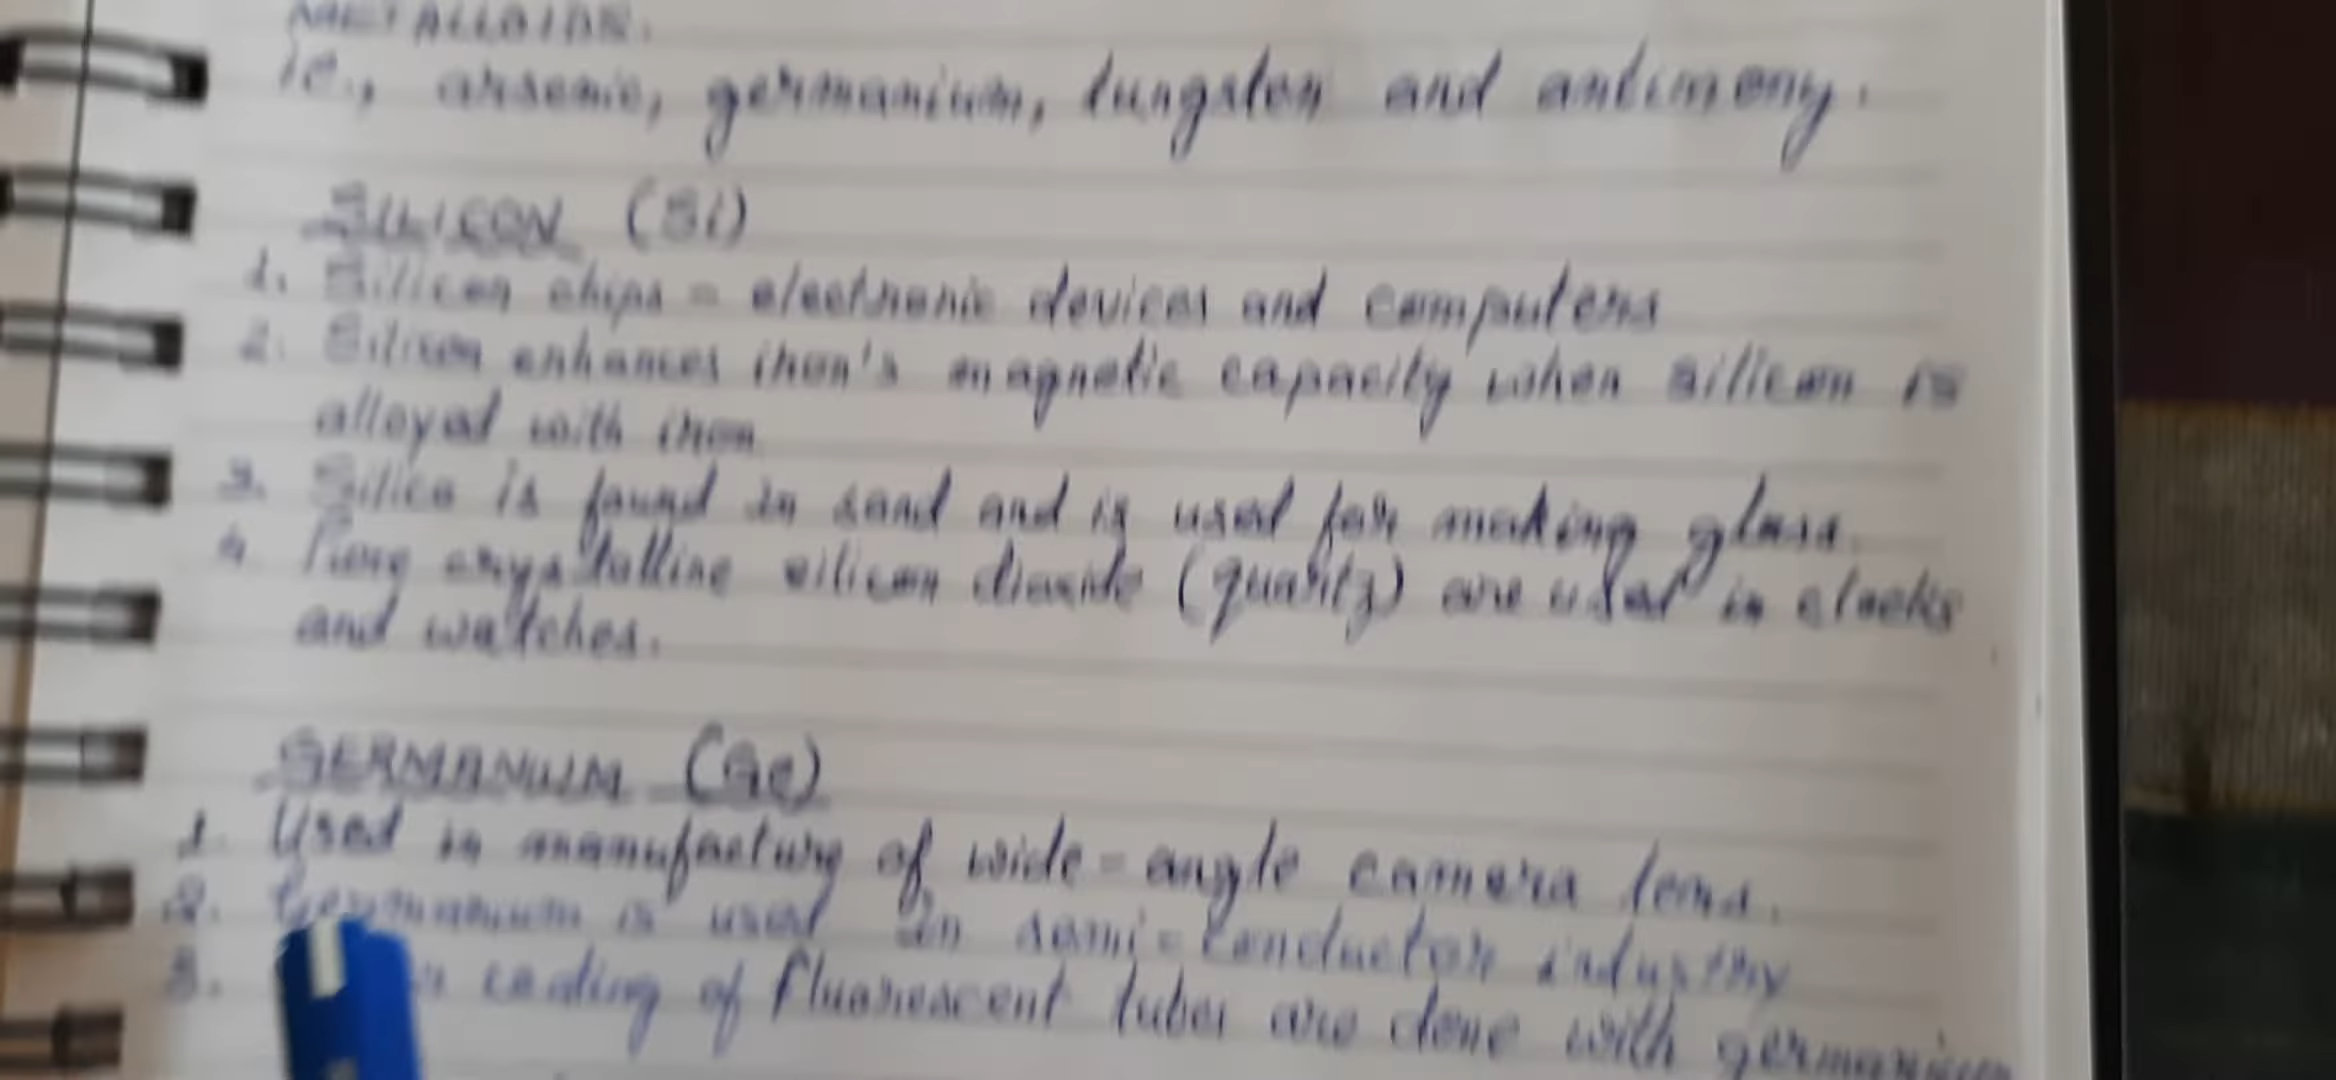 METALLOIDS.
ie., arsenic, germanium, tungsten and antimony.
SILICON (Si)
1. Silicon chips - electronic devices and computers
2. Silicon enhances iron's magnetic capacity when silicon is
alloyed with iron
3. Silica is found in sand and is used for making glass.
4. Pure crystalline silicon dioxide (quartz) are used in clocks
and watches.
GERMANIUM (Ge)
1. Used in manufacturing of wide-angle camera lens.
2. Germanium is used in semi-conductor industry
3. coating of fluorescent tubes are done with germanium